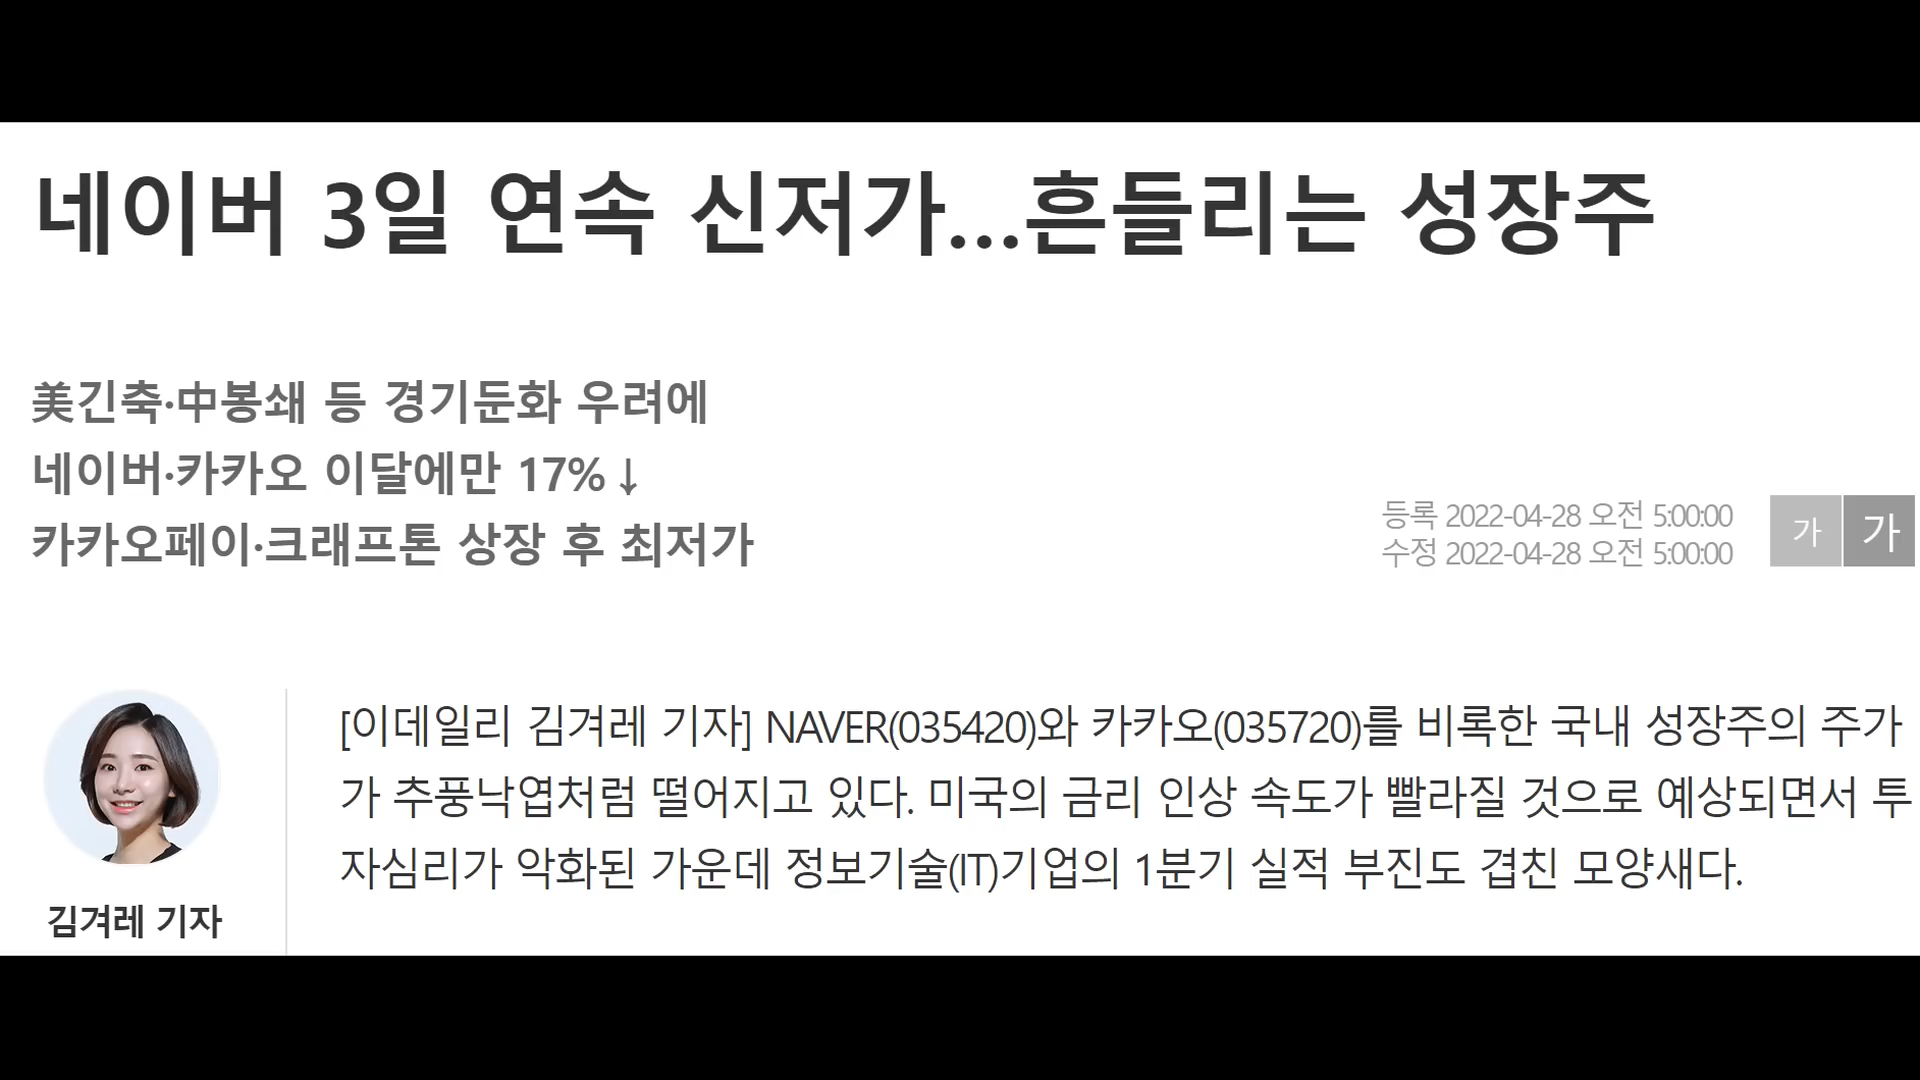 네이버 3일 연속 신저가...흔들리는 성장주
美긴축·中봉쇄 등 경기둔화 우려에
네이버·카카오 이달에만 17%↓
카카오페이·크래프톤 상장 후 최저가
등록 2022-04-28 오전 5:00:00
수정 2022-04-28 오전 5:00:00
가 가
[이데일리 김겨레 기자] NAVER(035420)와 카카오(035720)를 비롯한 국내 성장주의 주가
가 추풍낙엽처럼 떨어지고 있다. 미국의 금리 인상 속도가 빨라질 것으로 예상되면서 투
자심리가 악화된 가운데 정보기술(IT)기업의 1분기 실적 부진도 겹친 모양새다.
김겨레 기자